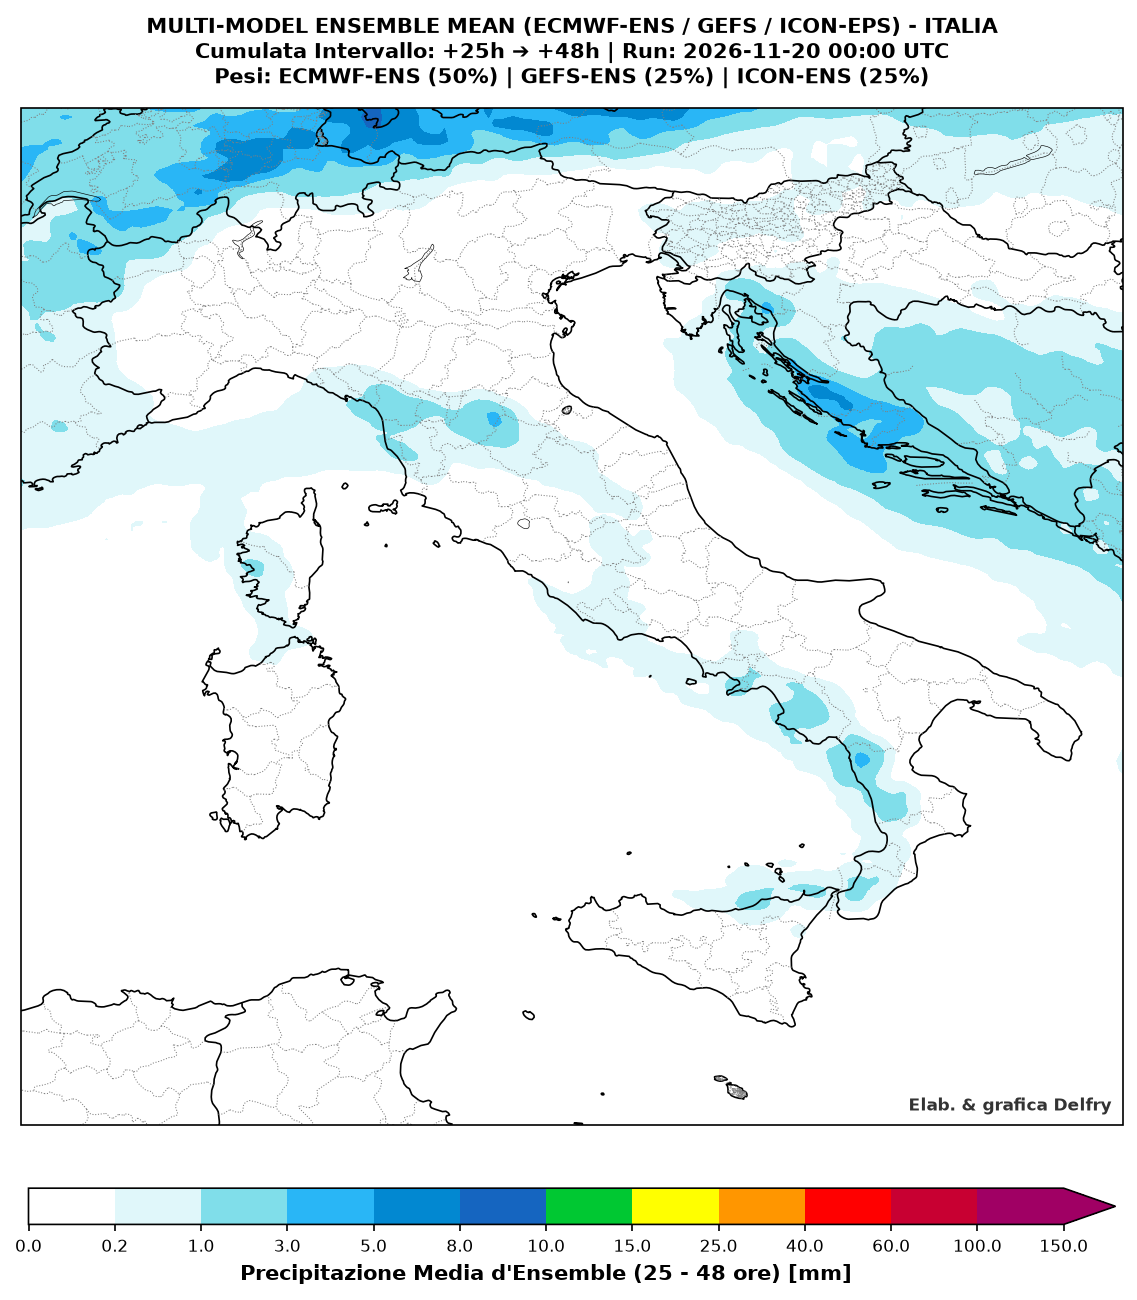 MULTI-MODEL ENSEMBLE MEAN (ECMWF-ENS / GEFS / ICON-EPS) - ITALIA
Cumulata Intervallo: +25h → +48h | Run: 2026-11-20 00:00 UTC
Pesi: ECMWF-ENS (50%) | GEFS-ENS (25%) | ICON-ENS (25%)
Elab. & grafica Delfry
0.0 0.2 1.0 3.0 5.0 8.0 10.0 15.0 25.0 40.0 60.0 100.0 150.0
Precipitazione Media d'Ensemble (25 - 48 ore) [mm]